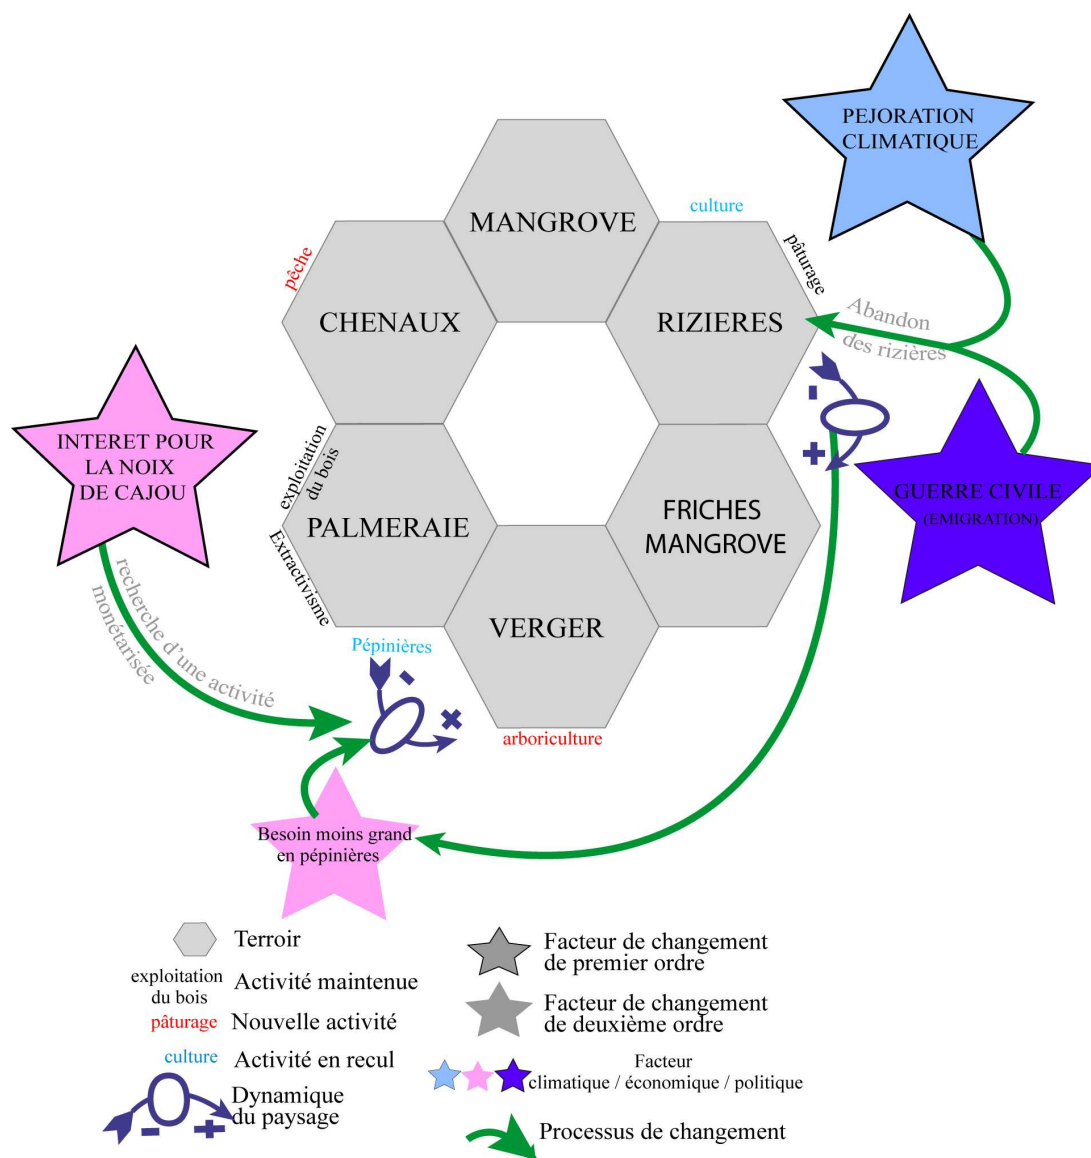 PEJORATION
CLIMATIQUE
MANGROVE
culture
pâturage
pêche
CHENAUX
RIZIERES
Abandon
des rizières
-
+
INTERET POUR
LA NOIX
DE CAJOU
exploitation
du bois
PALMERAIE
Extractivisme
FRICHES
MANGROVE
GUERRE CIVILE
(EMIGRATION)
VERGER
recherche d'une activité
monétarisée
Pépinières
-
+
arboriculture
Besoin moins grand
en pépinières
Terroir
exploitation
du bois
Activité maintenue
pâturage
Nouvelle activité
culture
Activité en recul
Dynamique
du paysage
-
+
Facteur de changement
de premier ordre
Facteur de changement
de deuxième ordre
Facteur
climatique / économique / politique
Processus de changement